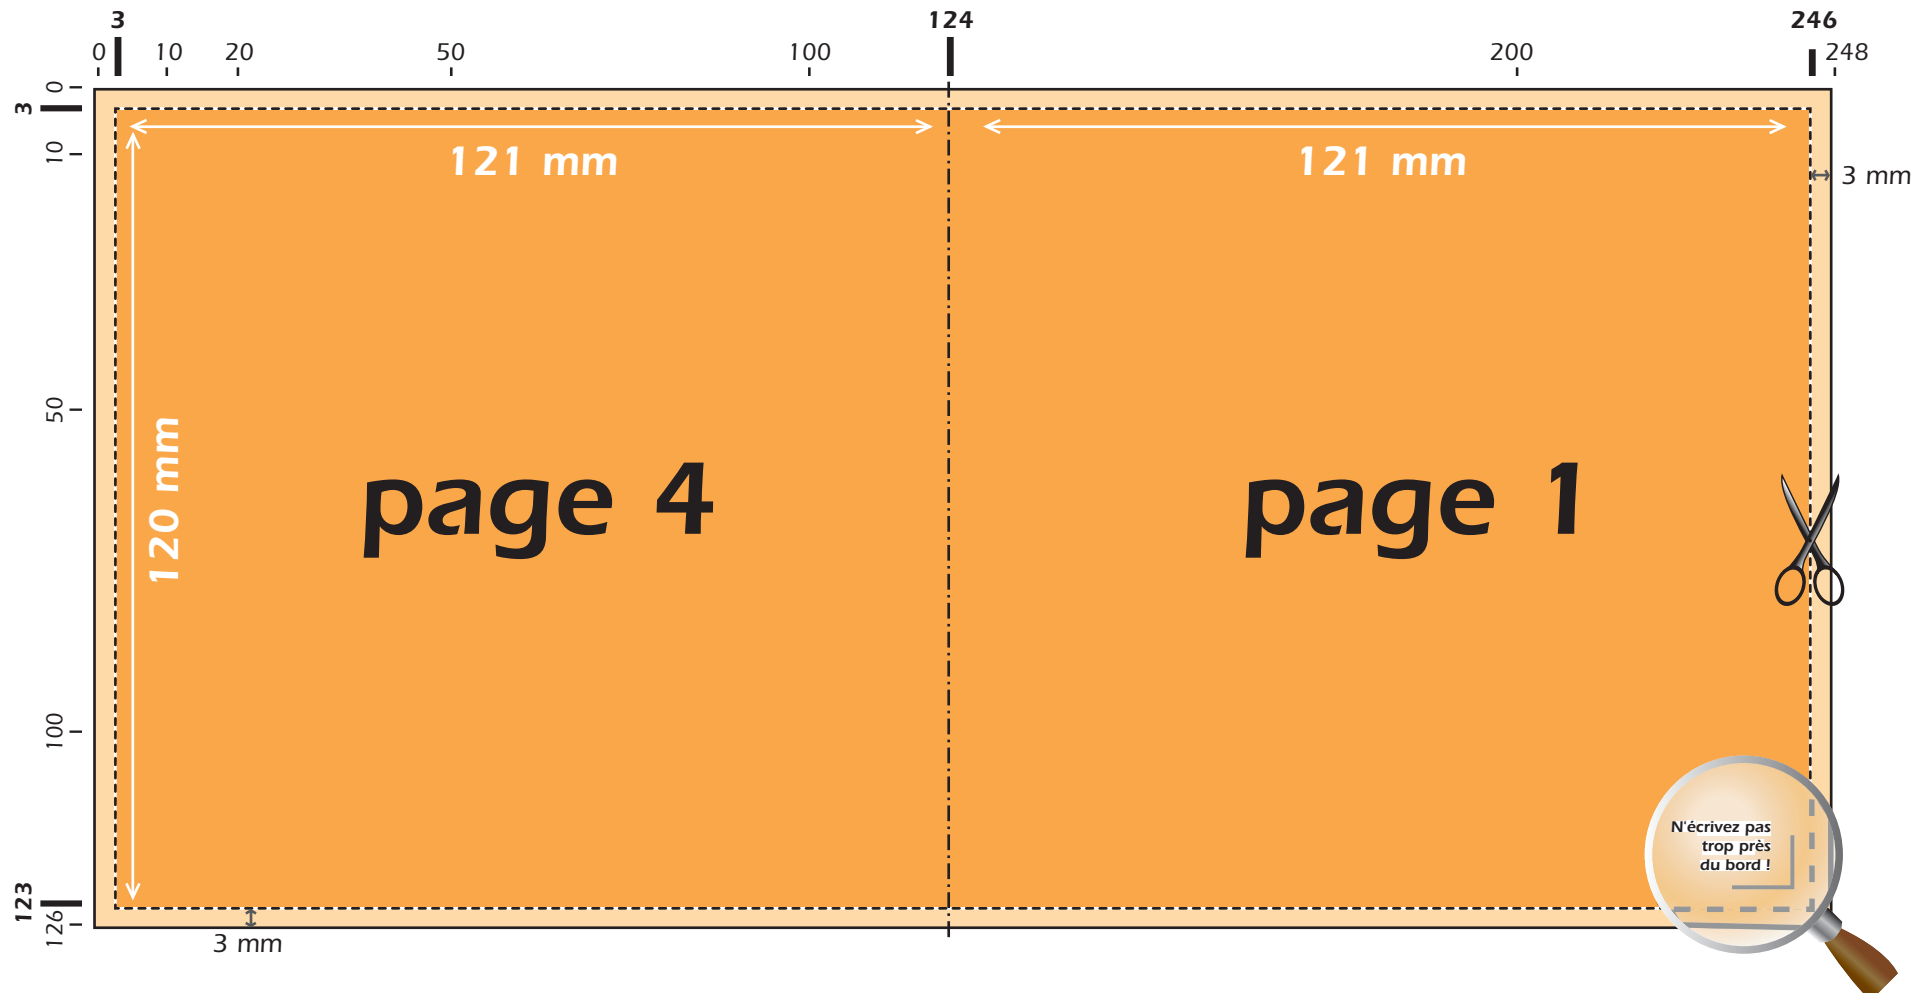 3 124 246
0 10 20 50 100 200 248
0
3
10
121 mm 121 mm
3 mm
50
120 mm
page 4 page 1
100
N'écrivez pas
trop près
du bord !
123
126
3 mm